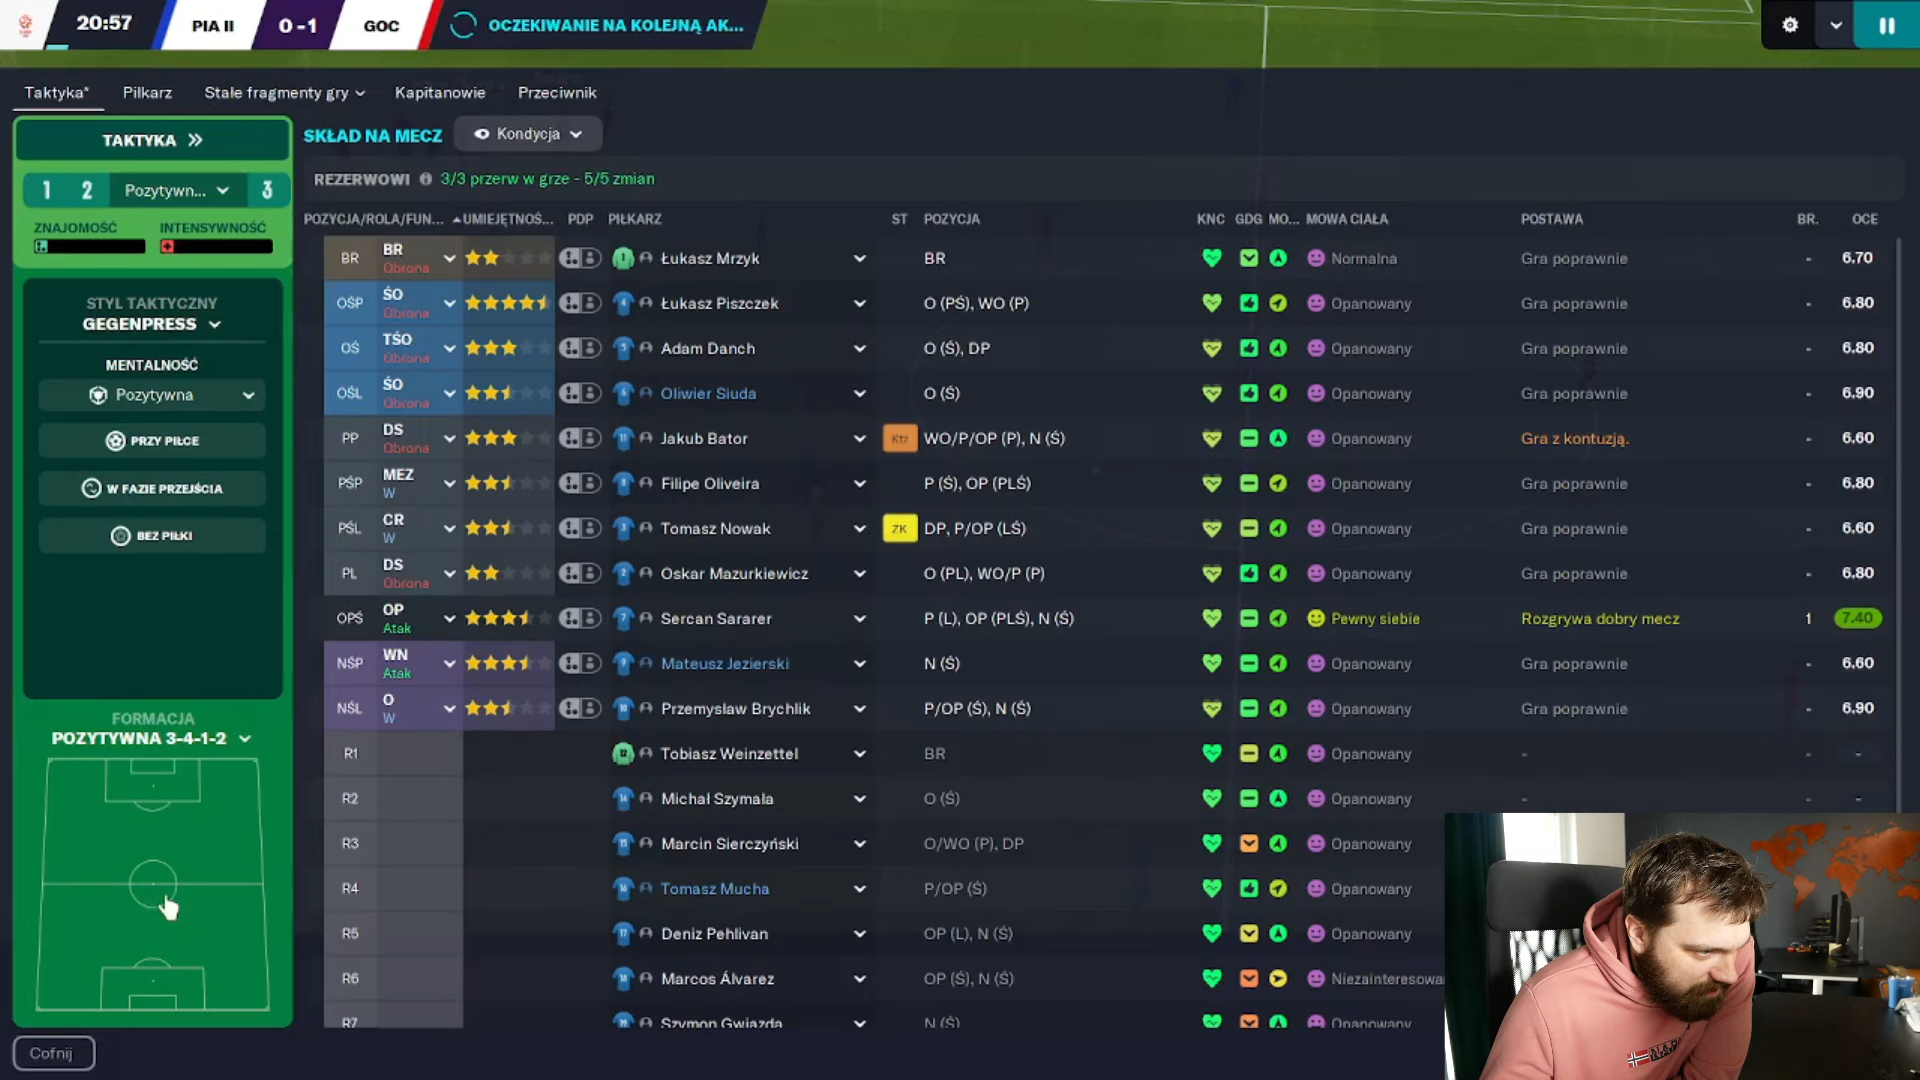 20:57 PIA II 0 - 1 GOC OCZEKIWANIE NA KOLEJNĄ AK...
Taktyka* Piłkarz Stałe fragmenty gry Kapitanowie Przeciwnik
TAKTYKA
1 2 Pozytywn... 3
ZNAJOMOŚĆ INTENSYWNOŚĆ
STYL TAKTYCZNY
GEGENPRESS
MENTALNOŚĆ
Pozytywna
PRZY PIŁCE
W FAZIE PRZEJŚCIA
BEZ PIŁKI
FORMACJA
POZYTYWNA 3-4-1-2
SKŁAD NA MECZ Kondycja
REZERWOWI 3/3 przerw w grze - 5/5 zmian
POZYCJA/ROLA/FUN... UMIEJĘTNOŚ... PDP PIŁKARZ ST POZYCJA KNC GDG MO... MOWA CIAŁA POSTAWA BR. OCE
BR BR Obrona Łukasz Mrzyk BR Normalna Gra poprawnie - 6.70
OŚP ŚO Obrona Łukasz Piszczek O (PŚ), WO (P) Opanowany Gra poprawnie - 6.80
OŚ TŚO Obrona Adam Danch O (Ś), DP Opanowany Gra poprawnie - 6.80
OŚL ŚO Obrona Oliwier Siuda O (Ś) Opanowany Gra poprawnie - 6.90
PP DS Obrona Jakub Bator Ktz WO/P/OP (P), N (Ś) Opanowany Gra z kontuzją. - 6.60
PŚP MEZ W Filipe Oliveira P (Ś), OP (PLŚ) Opanowany Gra poprawnie - 6.80
PŚL CR W Tomasz Nowak ZK DP, P/OP (LŚ) Opanowany Gra poprawnie - 6.60
PL DS Obrona Oskar Mazurkiewicz O (PL), WO/P (P) Opanowany Gra poprawnie - 6.80
OPŚ OP Atak Sercan Sararer P (L), OP (PLŚ), N (Ś) Pewny siebie Rozgrywa dobry mecz 1 7.40
NŚP WN Atak Mateusz Jezierski N (Ś) Opanowany Gra poprawnie - 6.60
NŚL O W Przemysław Brychlik P/OP (Ś), N (Ś) Opanowany Gra poprawnie - 6.90
R1 Tobiasz Weinzettel BR Opanowany - - -
R2 Michał Szymała O (Ś) Opanowany - - -
R3 Marcin Sierczyński O/WO (P), DP Opanowany
R4 Tomasz Mucha P/OP (Ś) Opanowany
R5 Deniz Pehlivan OP (L), N (Ś) Opanowany
R6 Marcos Álvarez OP (Ś), N (Ś) Niezainteresowa
R7 Szymon Gwiazda N (Ś) Opanowany
Cofnij